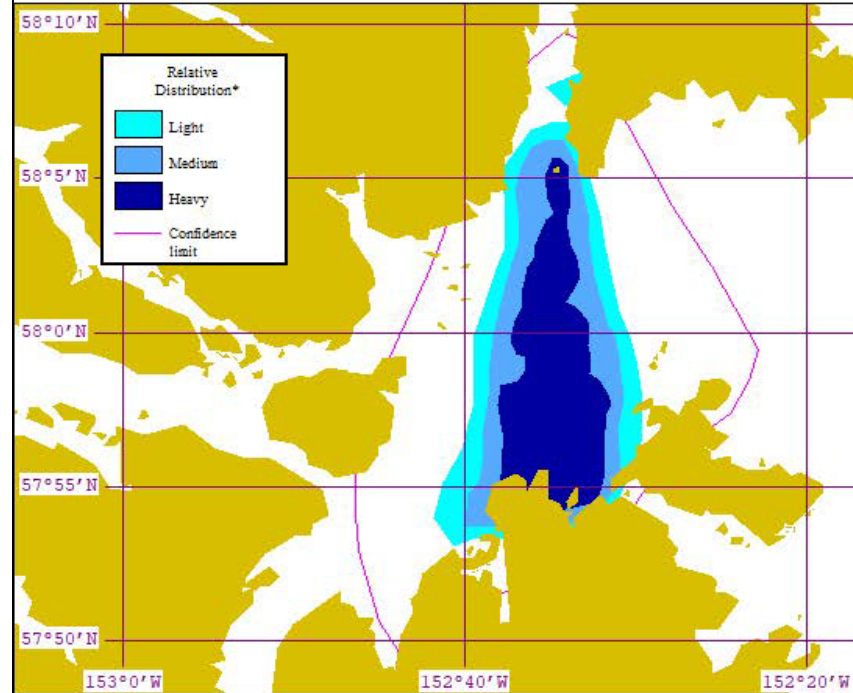 58°10'N
Relative
Distribution*
Light
Medium
58°5'N
Heavy
Confidence
limit
58°0'N
57°55'N
57°50'N
153°0'W
152°40'W
152°20'W